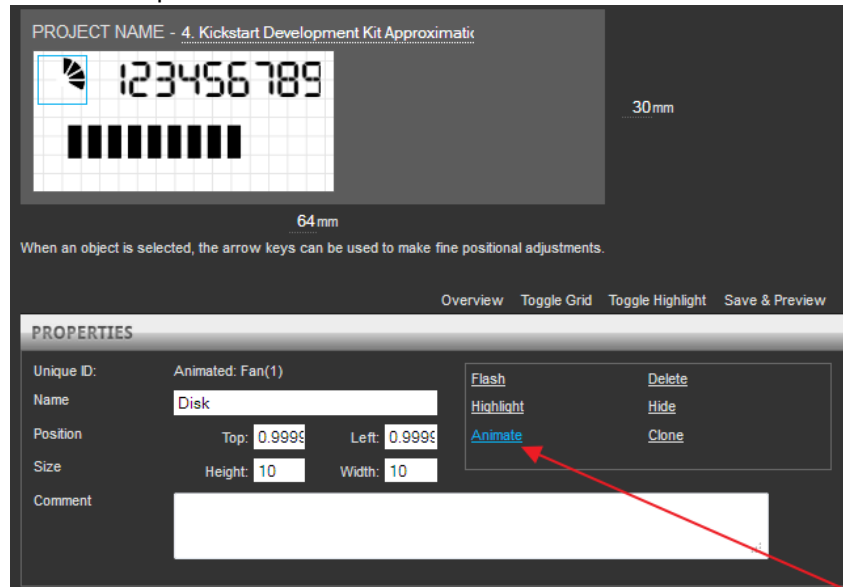 PROJECT NAME - 4. Kickstart Development Kit Approximatic
123456789
30mm
64mm
When an object is selected, the arrow keys can be used to make fine positional adjustments.
Overview Toggle Grid Toggle Highlight Save & Preview
PROPERTIES
Unique ID: Animated: Fan(1)
Flash Delete
Name Disk
Highlight Hide
Position Top: 0.9999 Left: 0.9999
Animate Clone
Size Height: 10 Width: 10
Comment